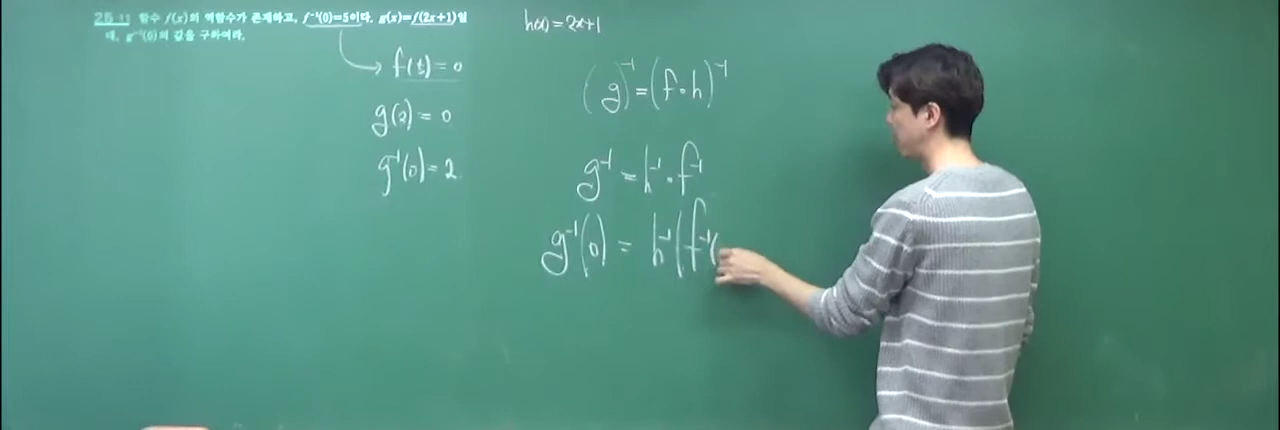 25.11 함수 f(x)의 역함수가 존재하고, f⁻¹(0)=5이다. g(x)=f(2x+1)일
때, g⁻¹(0)의 값을 구하여라.
f(5)=0
g(2)=0
g⁻¹(0)=2
h(x)=2x+1
(g)⁻¹=(f∘h)⁻¹
g⁻¹=h⁻¹∘f⁻¹
g⁻¹(0)=h⁻¹(f⁻¹(